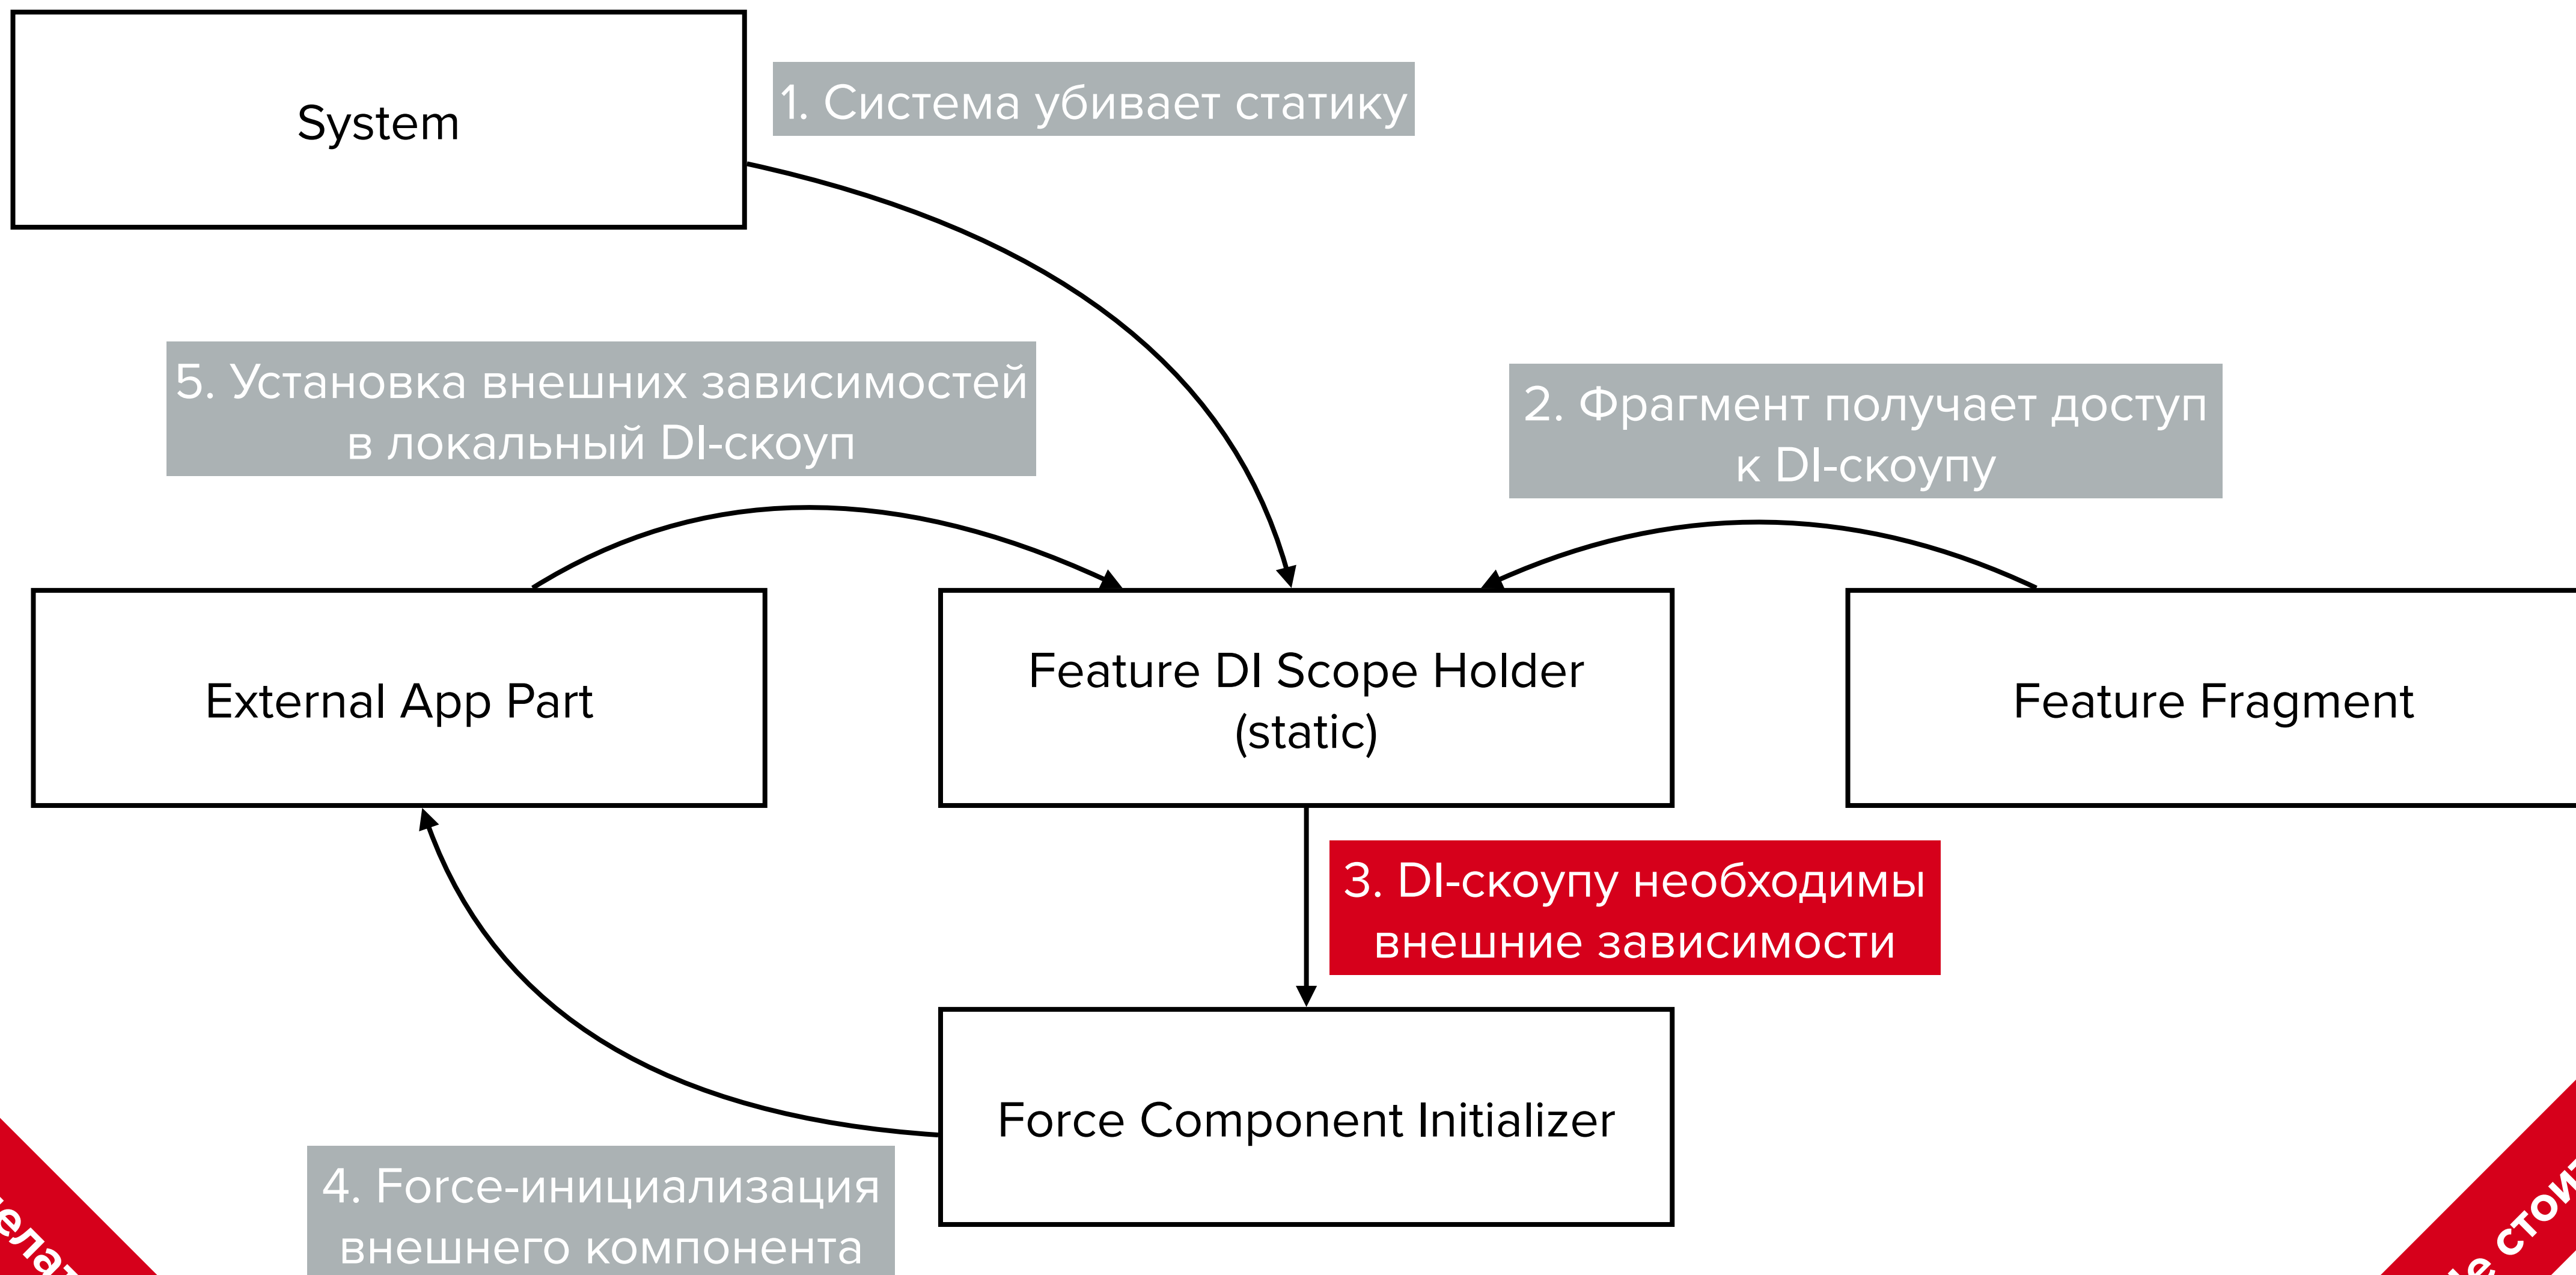 System
1. Система убивает статику
5. Установка внешних зависимостей
в локальный DI-скоуп
2. Фрагмент получает доступ
к DI-скоупу
External App Part
Feature DI Scope Holder
(static)
Feature Fragment
3. DI-скоупу необходимы
внешние зависимости
Force Component Initializer
4. Force-инициализация
внешнего компонента